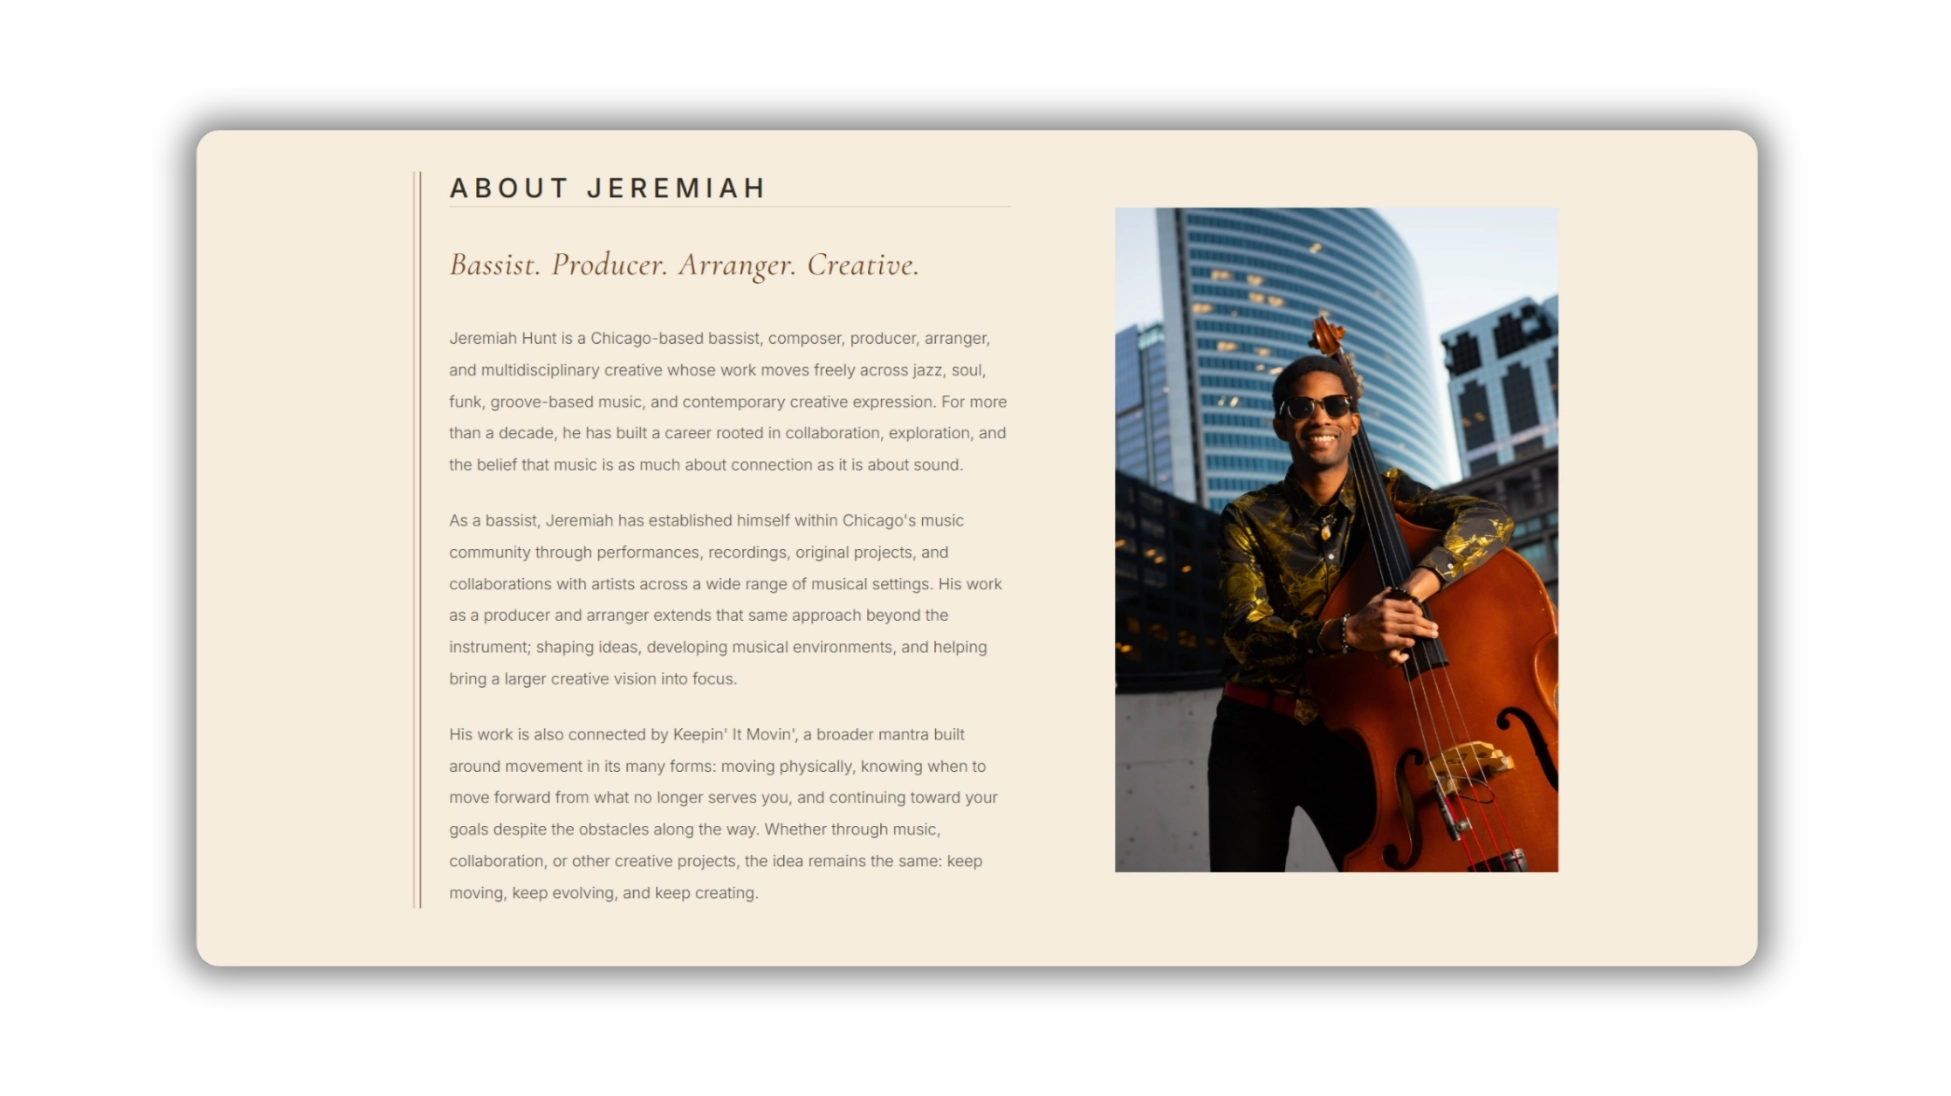 ABOUT JEREMIAH
Bassist. Producer. Arranger. Creative.
Jeremiah Hunt is a Chicago-based bassist, composer, producer, arranger,
and multidisciplinary creative whose work moves freely across jazz, soul,
funk, groove-based music, and contemporary creative expression. For more
than a decade, he has built a career rooted in collaboration, exploration, and
the belief that music is as much about connection as it is about sound.
As a bassist, Jeremiah has established himself within Chicago's music
community through performances, recordings, original projects, and
collaborations with artists across a wide range of musical settings. His work
as a producer and arranger extends that same approach beyond the
instrument; shaping ideas, developing musical environments, and helping
bring a larger creative vision into focus.
His work is also connected by Keepin' It Movin', a broader mantra built
around movement in its many forms: moving physically, knowing when to
move forward from what no longer serves you, and continuing toward your
goals despite the obstacles along the way. Whether through music,
collaboration, or other creative projects, the idea remains the same: keep
moving, keep evolving, and keep creating.